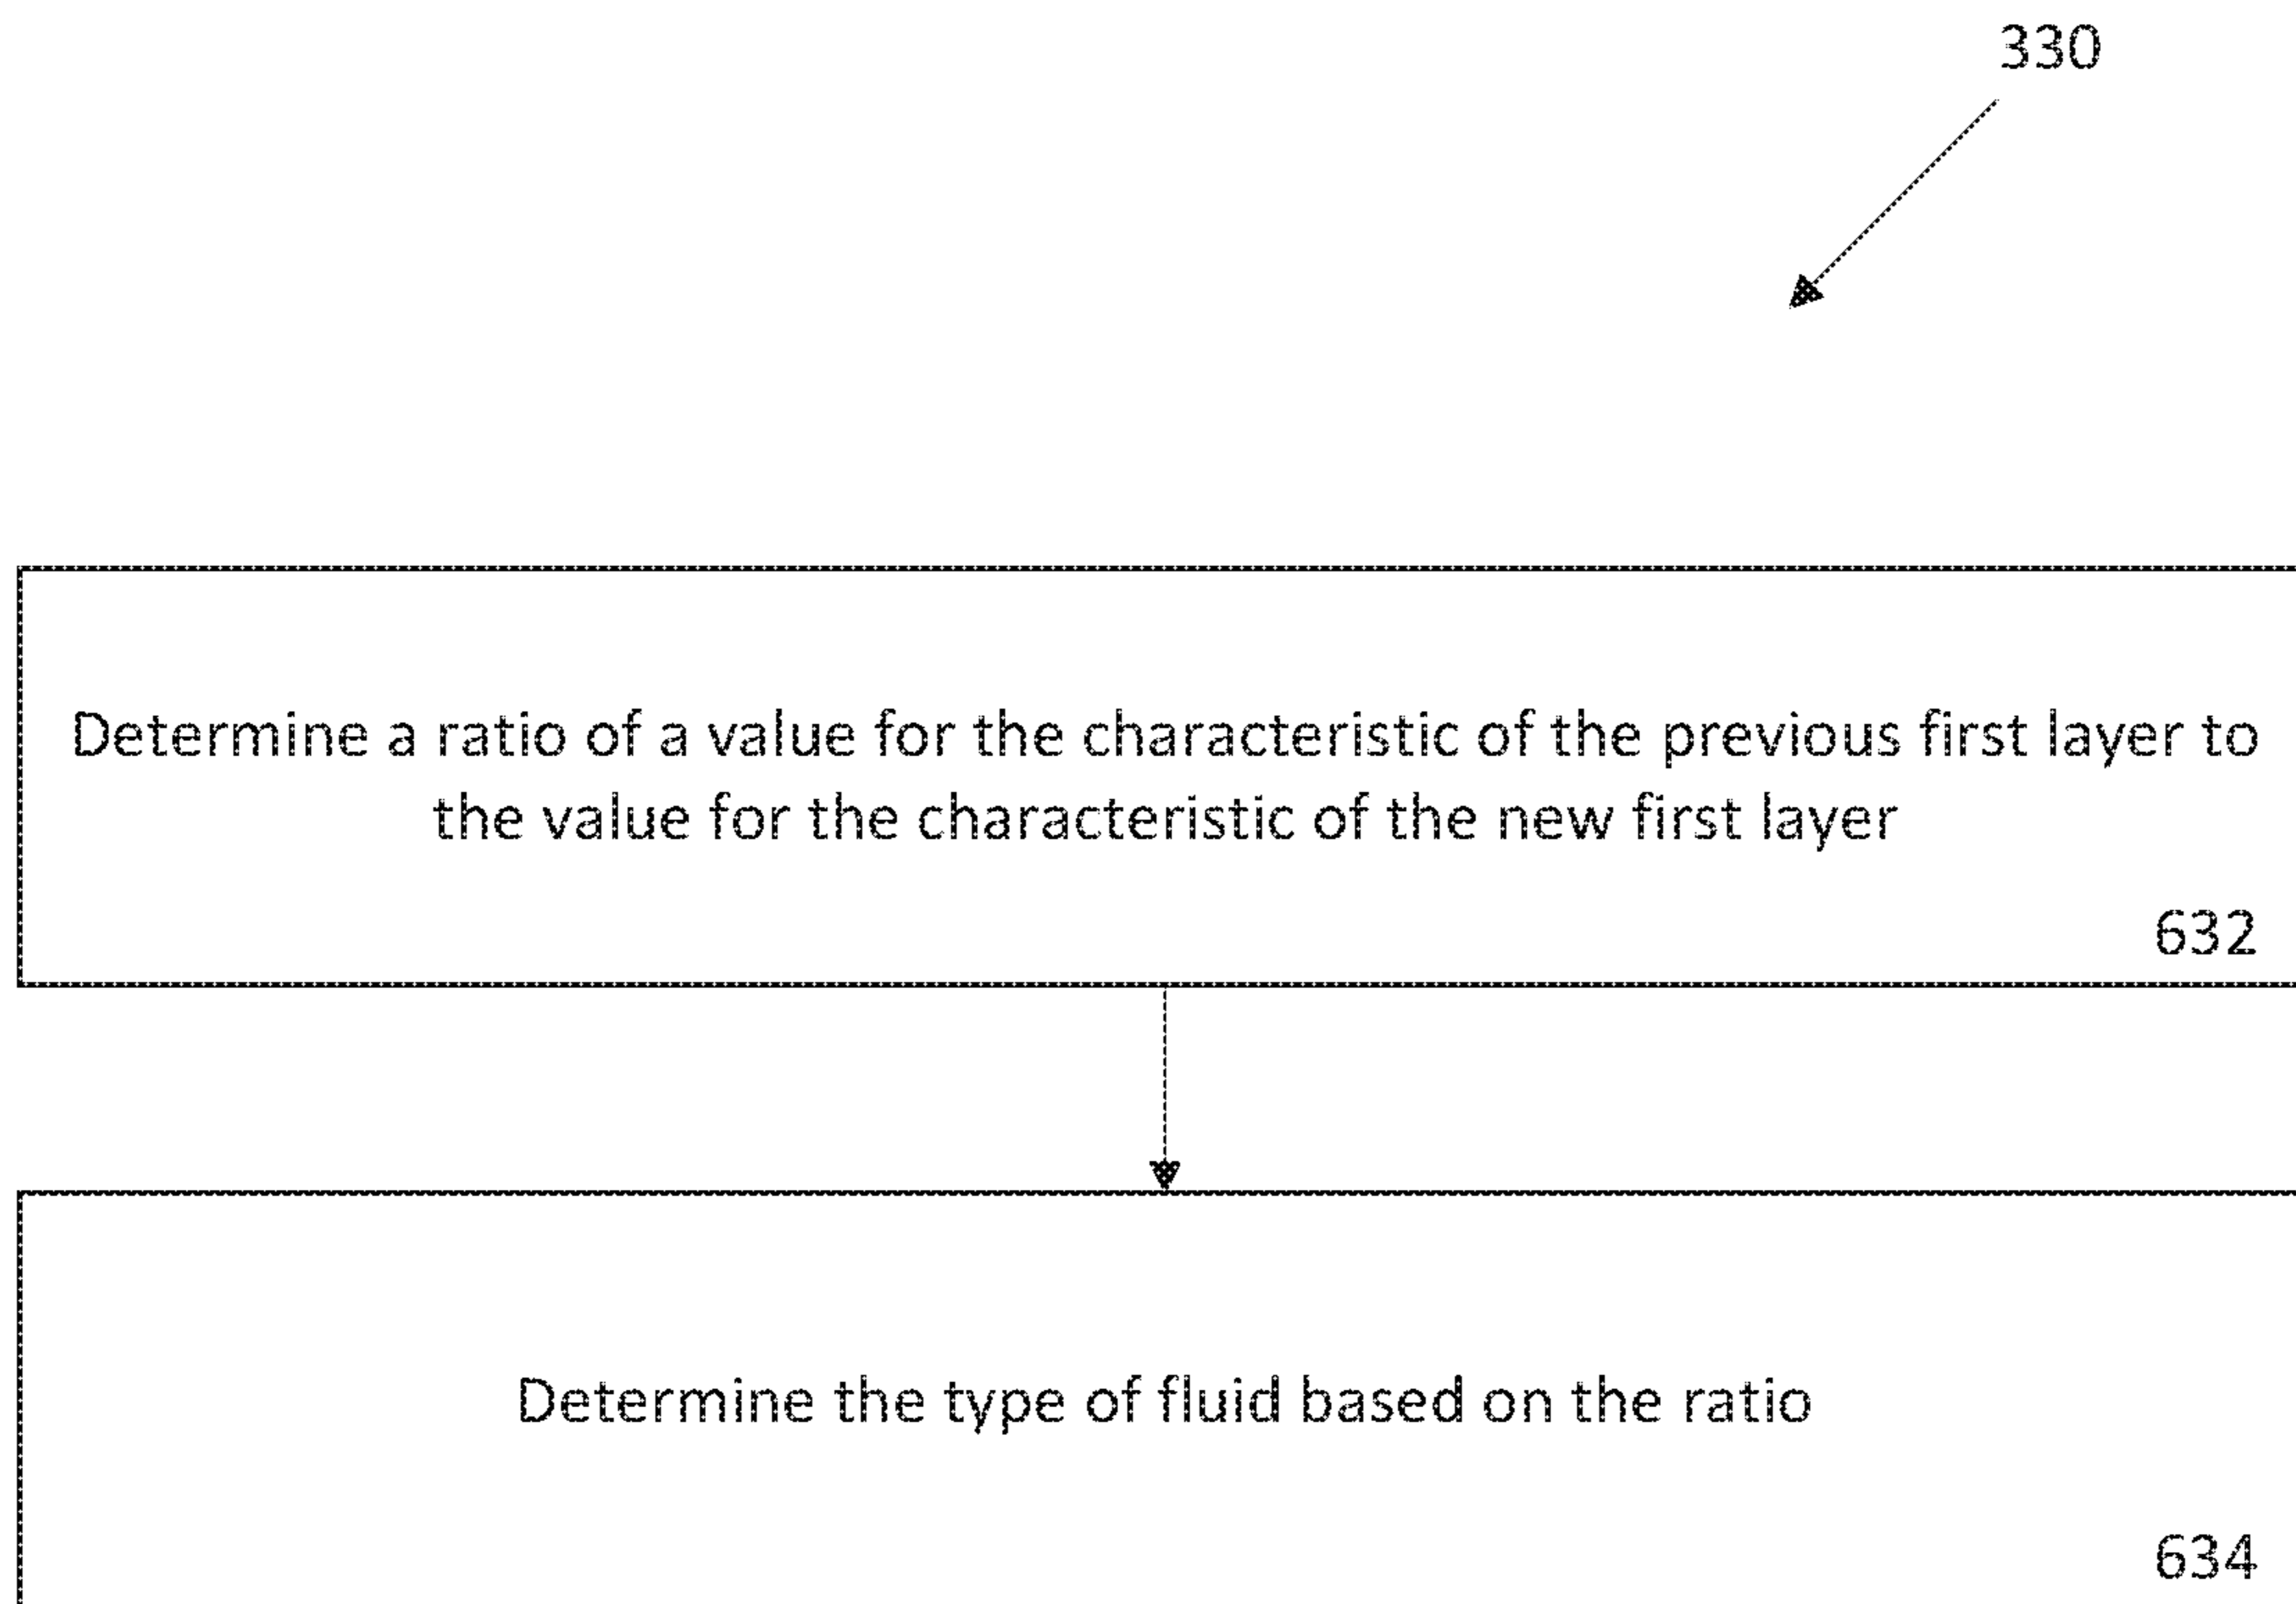 330
Determine a ratio of a value for the characteristic of the previous first layer to
the value for the characteristic of the new first layer
632
Determine the type of fluid based on the ratio
634